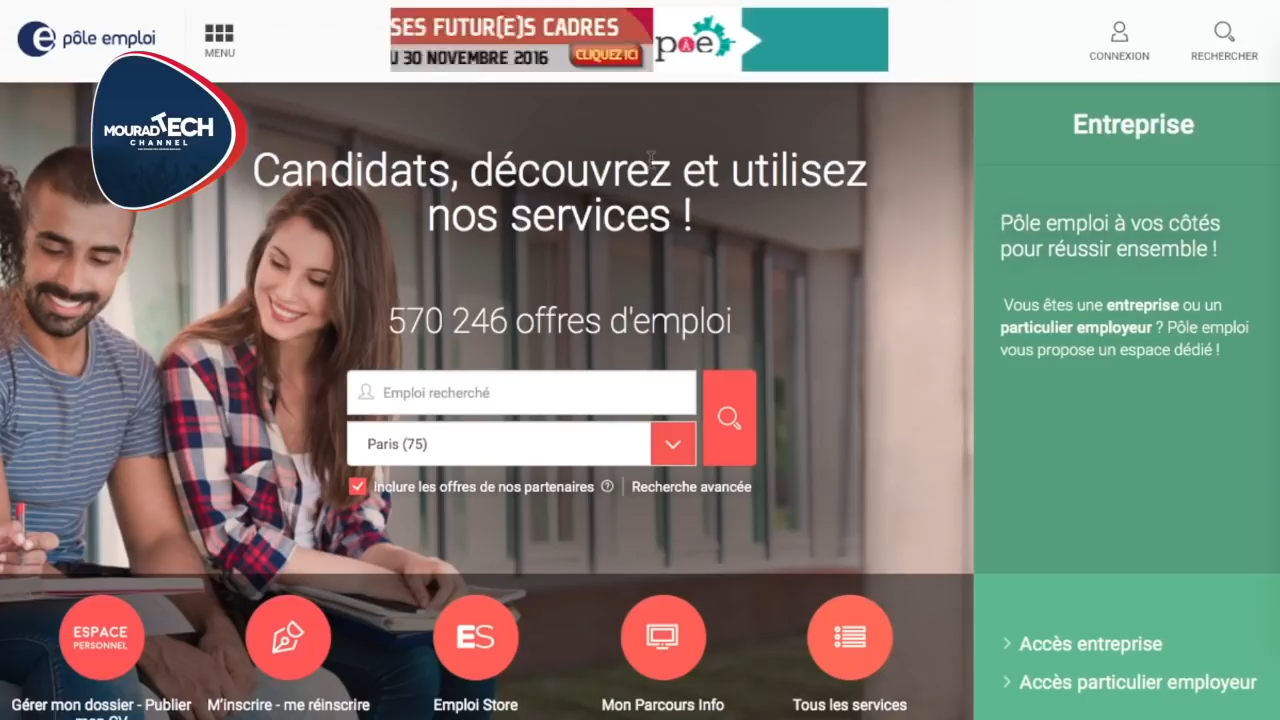 pôle emploi
MENU
SES FUTUR(E)S CADRES
U 30 NOVEMBRE 2016
CLIQUEZ ICI
pae
CONNEXION
RECHERCHER
MOURAD TECH
CHANNEL
Candidats, découvrez et utilisez
nos services !
570 246 offres d'emploi
Emploi recherché
Paris (75)
Inclure les offres de nos partenaires ? | Recherche avancée
Entreprise
Pôle emploi à vos côtés
pour réussir ensemble !
Vous êtes une entreprise ou un
particulier employeur ? Pôle emploi
vous propose un espace dédié !
ESPACE
PERSONNEL
ES
Gérer mon dossier - Publier
mon CV
M'inscrire - me réinscrire
Emploi Store
Mon Parcours Info
Tous les services
Accès entreprise
Accès particulier employeur